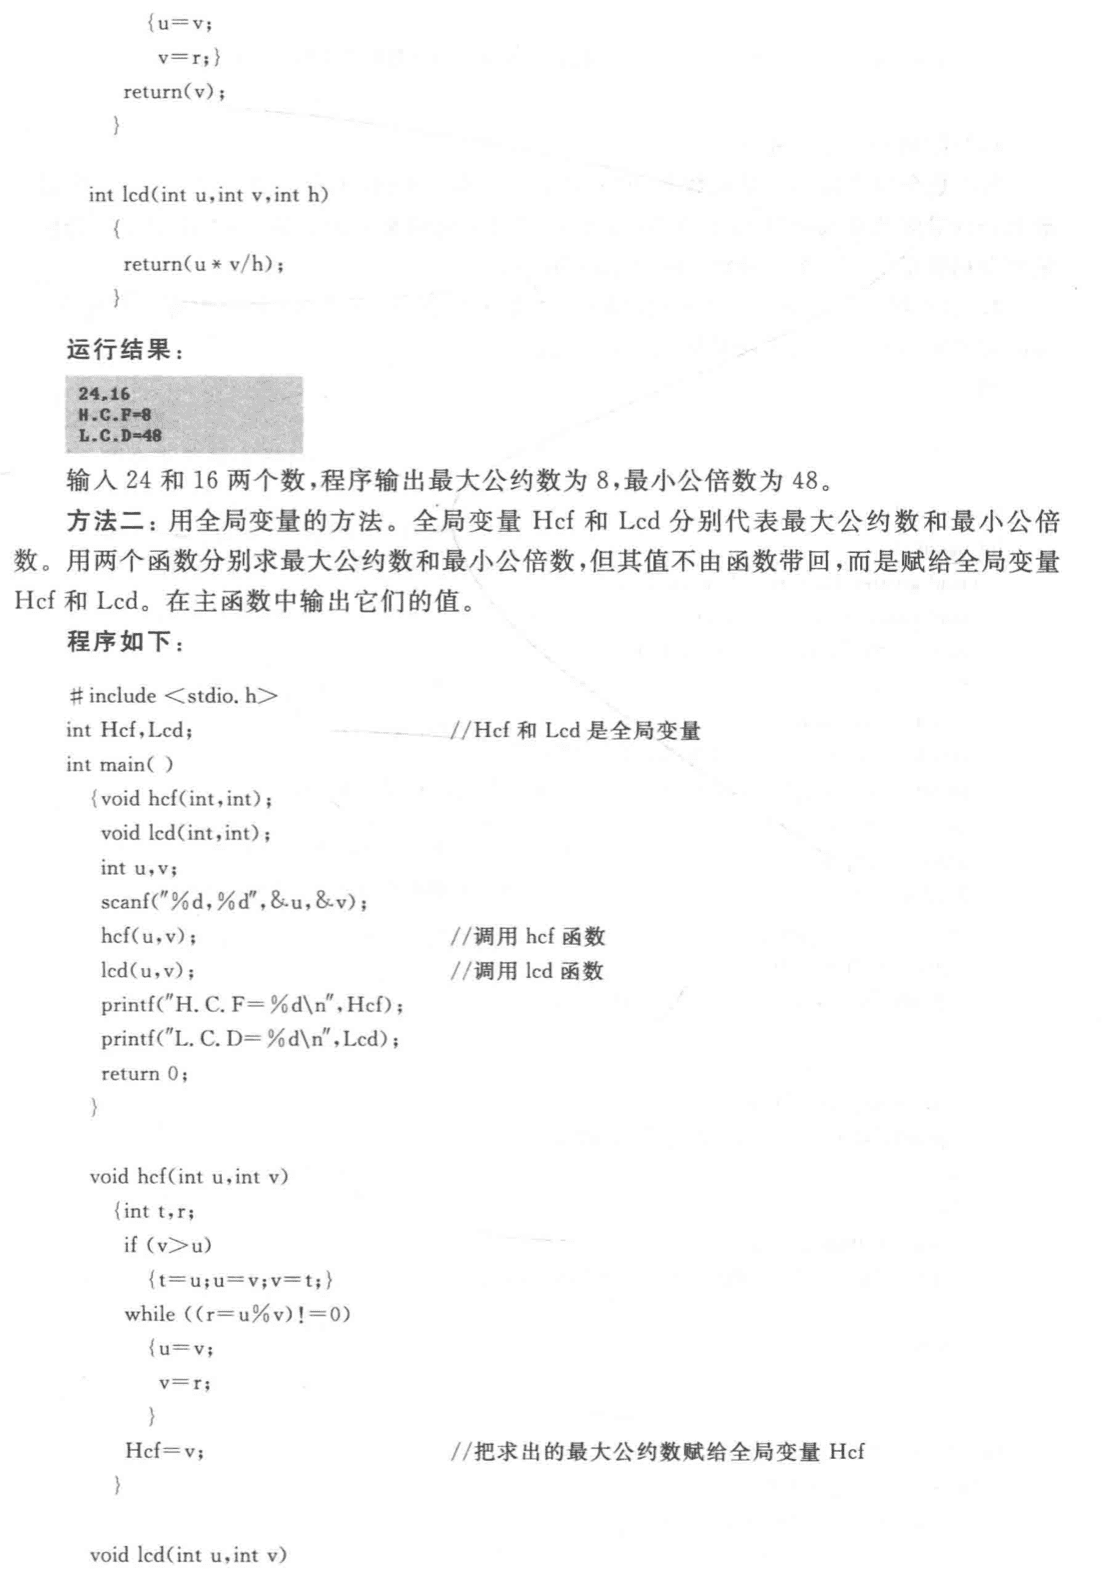 {u=v;
v=r;}
return(v);
}
int lcd(int u,int v,int h)
{
return(u * v/h);
}
运行结果:
24,16
H.C.F=8
L.C.D=48
输入 24 和 16 两个数,程序输出最大公约数为 8,最小公倍数为 48。
方法二: 用全局变量的方法。全局变量 Hcf 和 Lcd 分别代表最大公约数和最小公倍
数。用两个函数分别求最大公约数和最小公倍数,但其值不由函数带回,而是赋给全局变量
Hcf 和 Lcd。在主函数中输出它们的值。
程序如下:
#include <stdio.h>
int Hcf,Lcd; //Hcf 和 Lcd 是全局变量
int main( )
{void hcf(int,int);
void lcd(int,int);
int u,v;
scanf("%d,%d",&u,&v);
hcf(u,v); //调用 hcf 函数
lcd(u,v); //调用 lcd 函数
printf("H.C.F=%d\n",Hcf);
printf("L.C.D=%d\n",Lcd);
return 0;
}
void hcf(int u,int v)
{int t,r;
if (v>u)
{t=u;u=v;v=t;}
while ((r=u%v)!=0)
{u=v;
v=r;
}
Hcf=v; //把求出的最大公约数赋给全局变量 Hcf
}
void lcd(int u,int v)